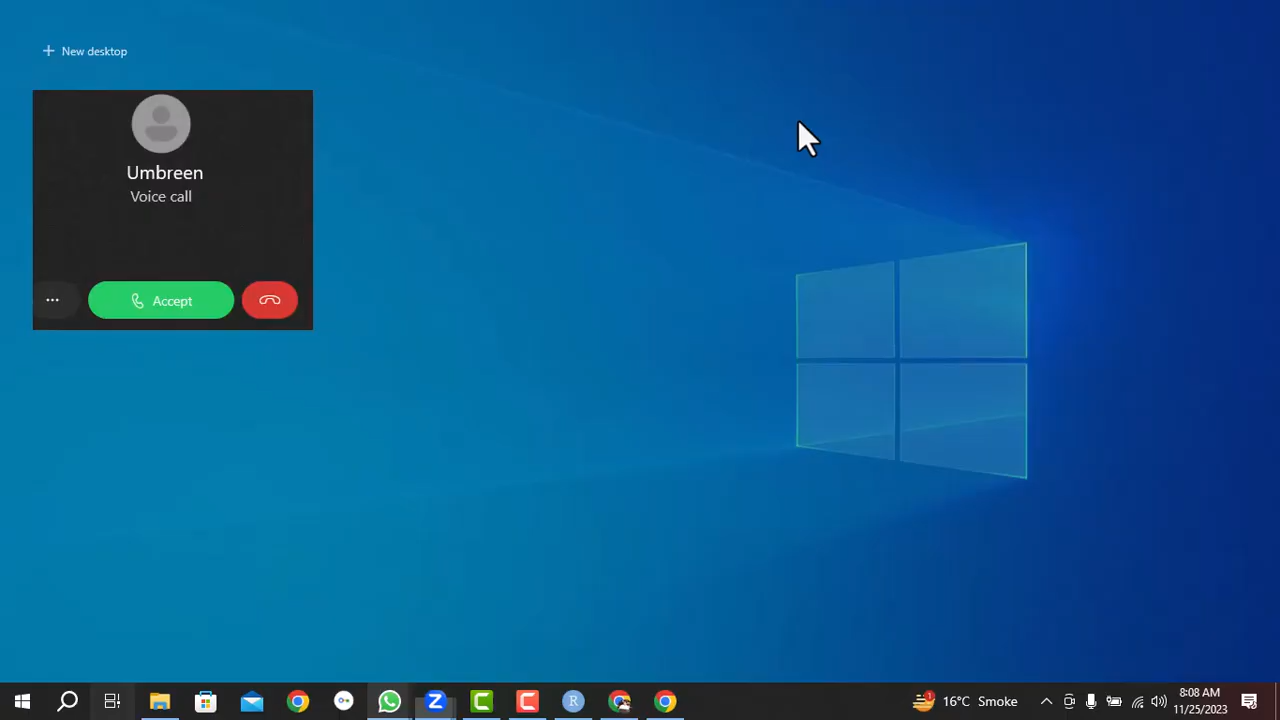 New desktop
Umbreen
Voice call
Accept
16°C Smoke
8:08 AM
11/25/2023